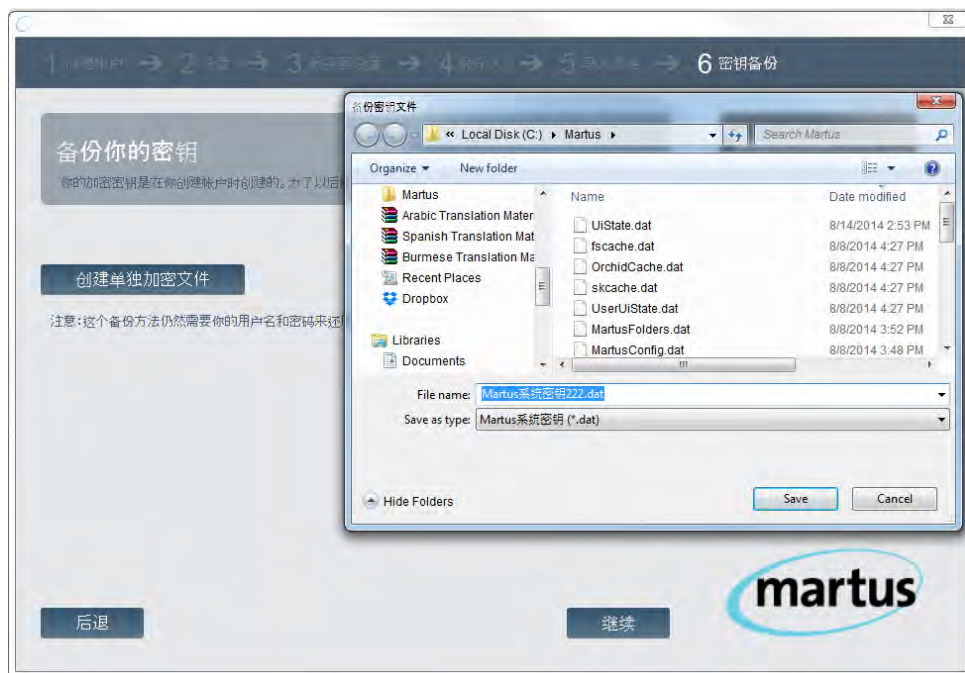 1 → 2 → 3 → 4 → 5 → 6 密钥备份
备份你的密钥
你的加密密钥是在你创建帐户时创建的。为了以后
创建单独加密文件
注意:这个备份方法仍然需要你的用户名和密码来还
后退
继续
martus
备份密钥文件
« Local Disk (C:) ▸ Martus ▸
Search Martus
Organize
New folder
Martus
Arabic Translation Mater
Spanish Translation Mat
Burmese Translation Ma
Recent Places
Dropbox
Libraries
Documents
Name Date modified
UiState.dat 8/14/2014 2:53 PM
fscache.dat 8/8/2014 4:27 PM
OrchidCache.dat 8/8/2014 4:27 PM
skcache.dat 8/8/2014 4:27 PM
UserUiState.dat 8/8/2014 4:27 PM
MartusFolders.dat 8/8/2014 3:52 PM
MartusConfig.dat 8/8/2014 3:48 PM
File name: Martus系统密钥222.dat
Save as type: Martus系统密钥 (*.dat)
Hide Folders
Save
Cancel